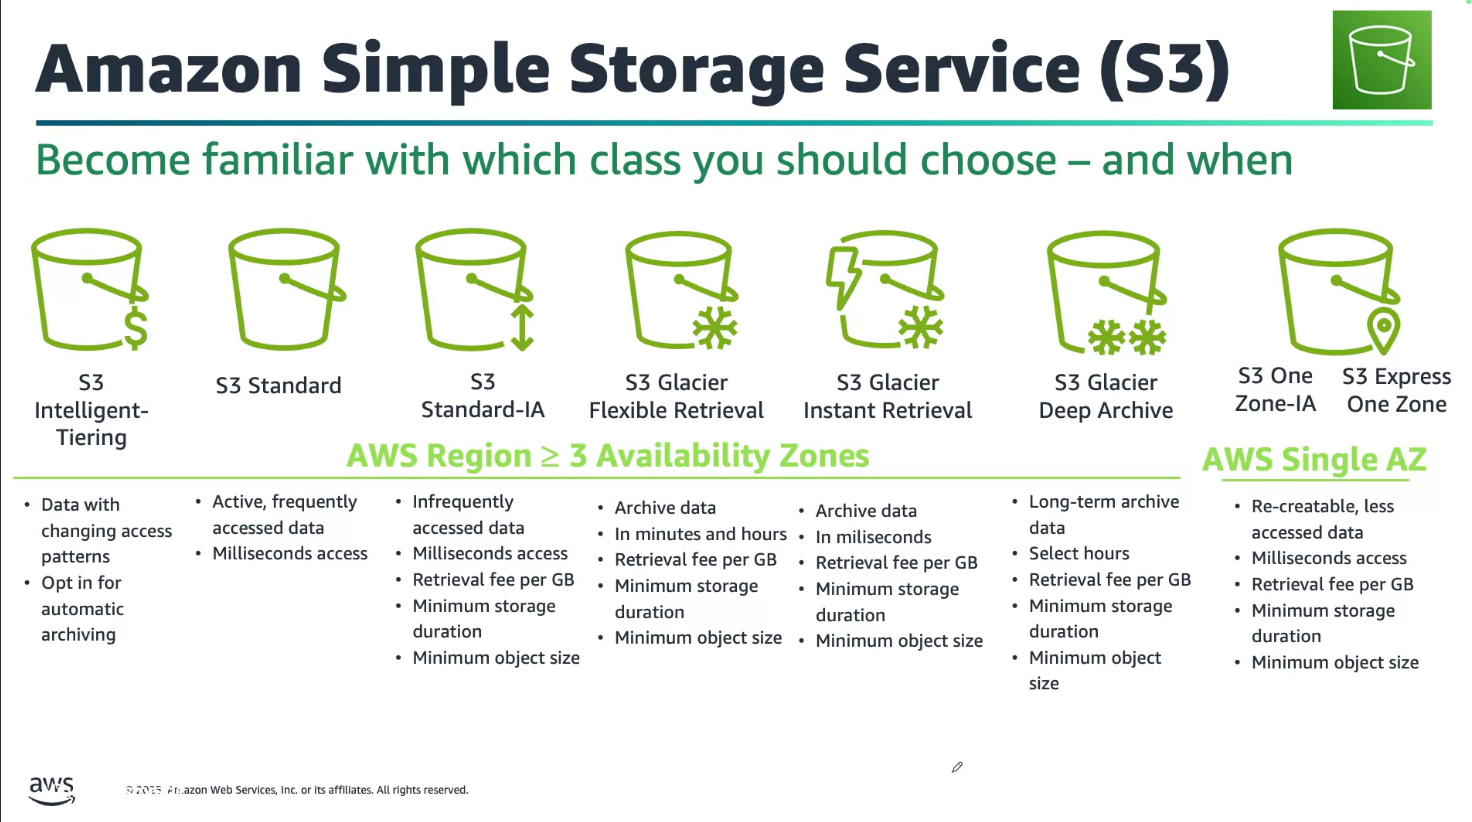 Amazon Simple Storage Service (S3)
Become familiar with which class you should choose – and when
S3
Intelligent-
Tiering
S3 Standard
S3
Standard-IA
S3 Glacier
Flexible Retrieval
S3 Glacier
Instant Retrieval
S3 Glacier
Deep Archive
S3 One
Zone-IA
S3 Express
One Zone
AWS Region ≥ 3 Availability Zones
AWS Single AZ
• Data with
changing access
patterns
• Opt in for
automatic
archiving
• Active, frequently
accessed data
• Milliseconds access
• Infrequently
accessed data
• Milliseconds access
• Retrieval fee per GB
• Minimum storage
duration
• Minimum object size
• Archive data
• In minutes and hours
• Retrieval fee per GB
• Minimum storage
duration
• Minimum object size
• Archive data
• In miliseconds
• Retrieval fee per GB
• Minimum storage
duration
• Minimum object size
• Long-term archive
data
• Select hours
• Retrieval fee per GB
• Minimum storage
duration
• Minimum object
size
• Re-creatable, less
accessed data
• Milliseconds access
• Retrieval fee per GB
• Minimum storage
duration
• Minimum object size
aws
© 2025, Amazon Web Services, Inc. or its affiliates. All rights reserved.